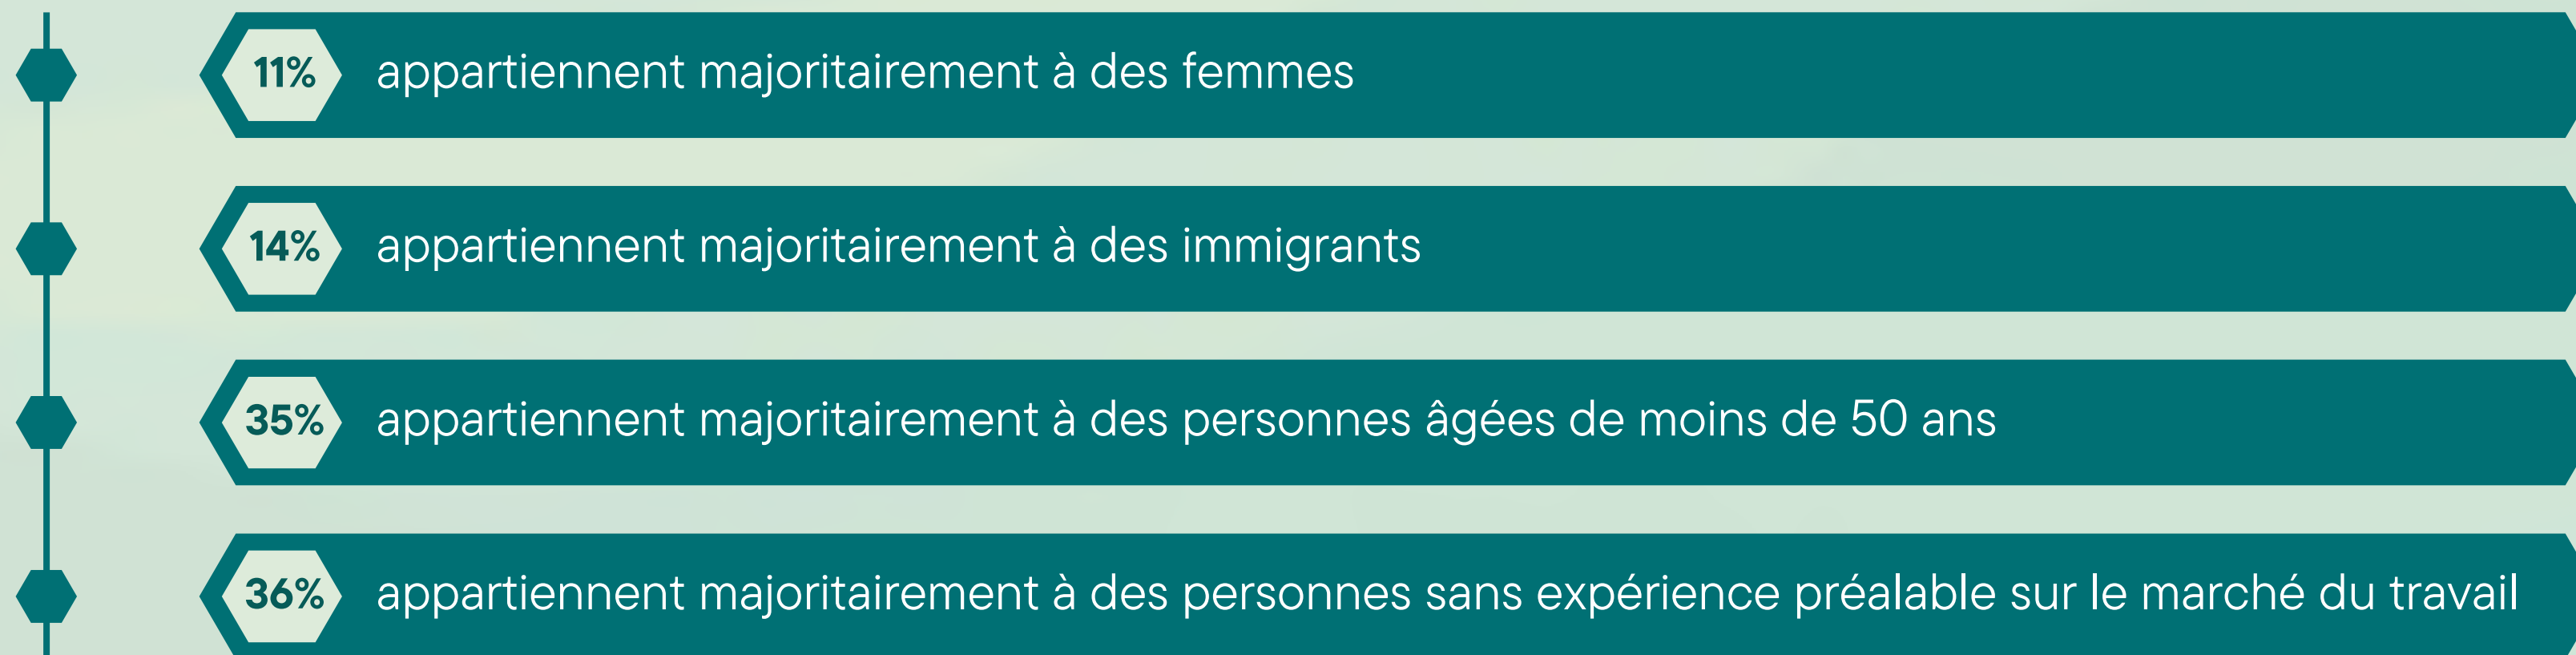 11% appartiennent majoritairement à des femmes
14% appartiennent majoritairement à des immigrants
35% appartiennent majoritairement à des personnes âgées de moins de 50 ans
36% appartiennent majoritairement à des personnes sans expérience préalable sur le marché du travail